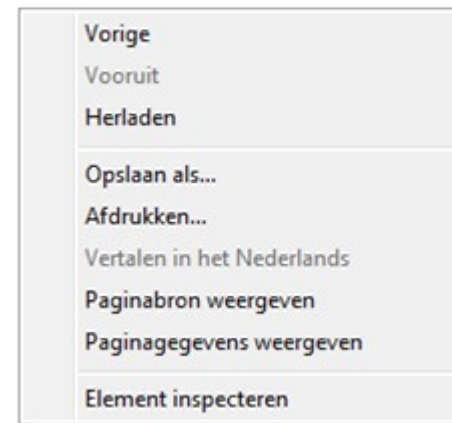 Vorige
Vooruit
Herladen
Opslaan als...
Afdrukken...
Vertalen in het Nederlands
Paginabron weergeven
Paginagegevens weergeven
Element inspecteren